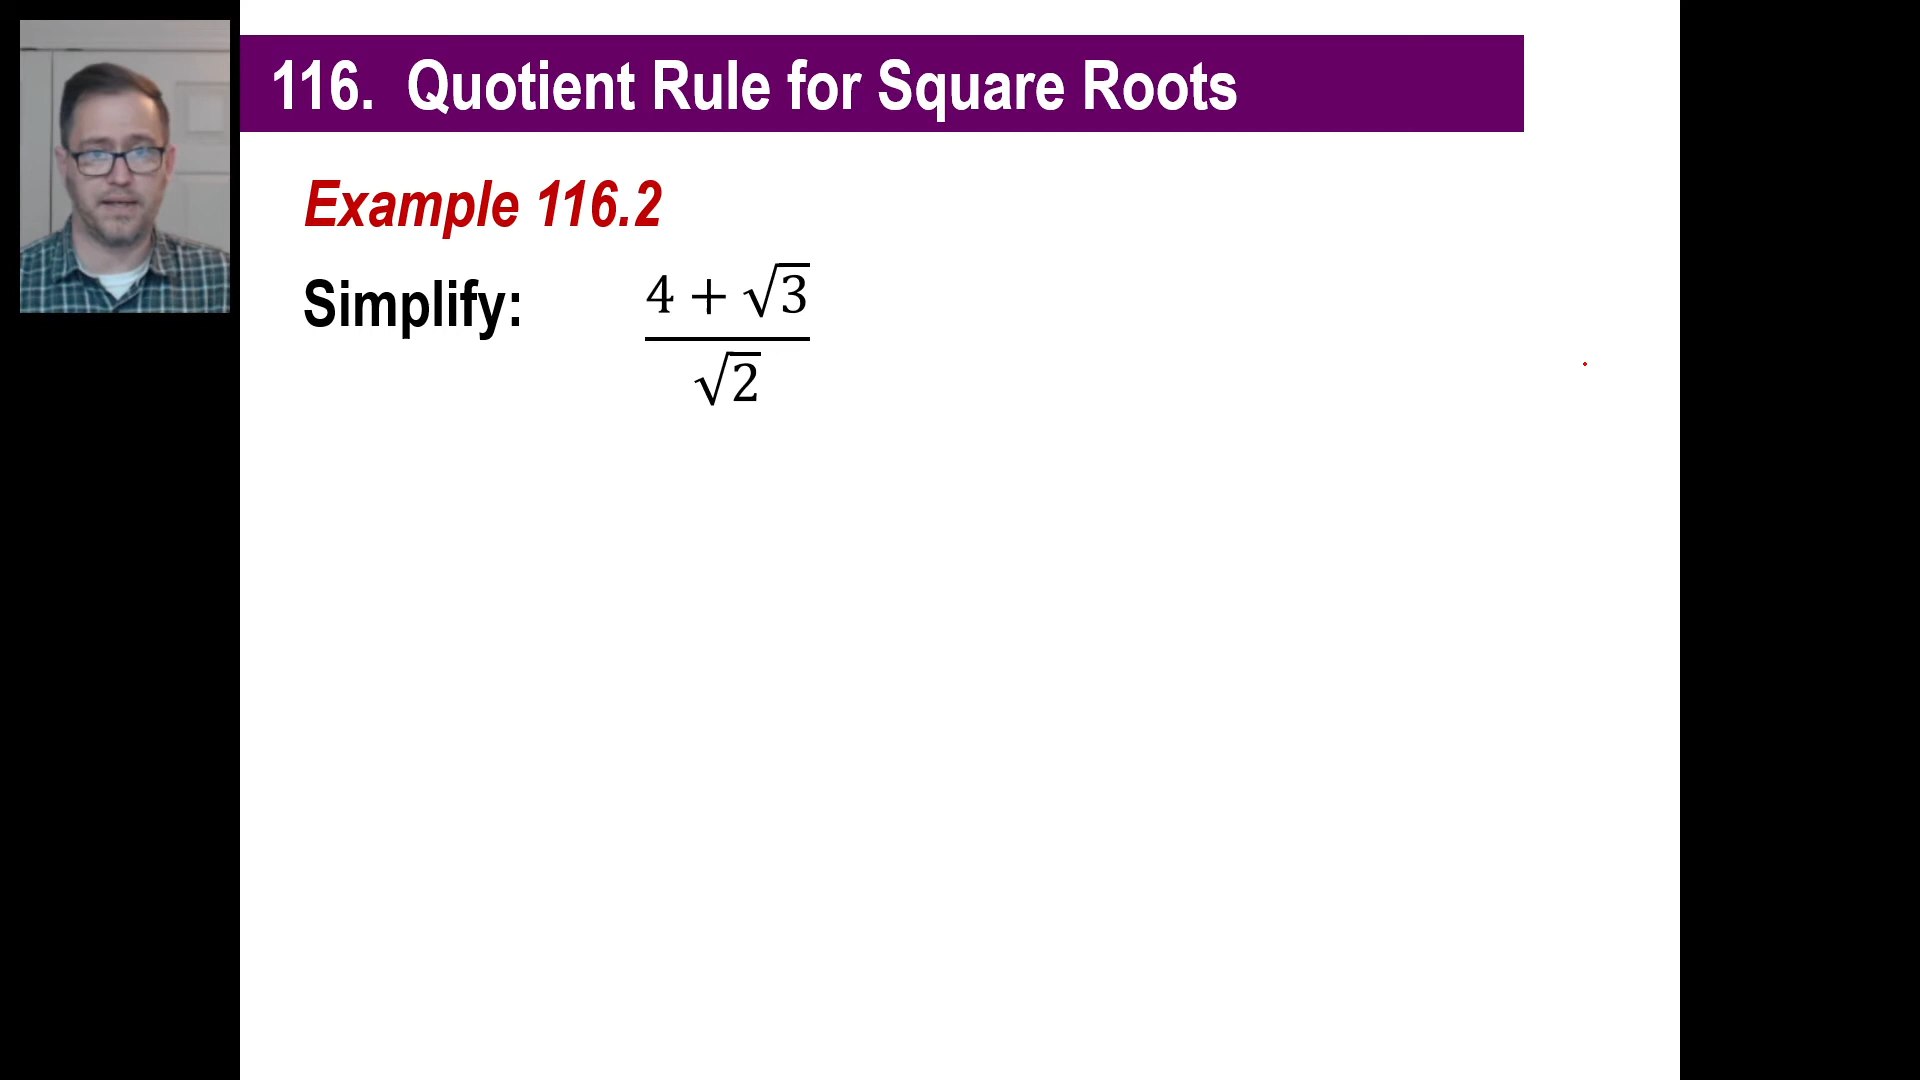 116. Quotient Rule for Square Roots
Example 116.2
Simplify:
4 + √3
√2